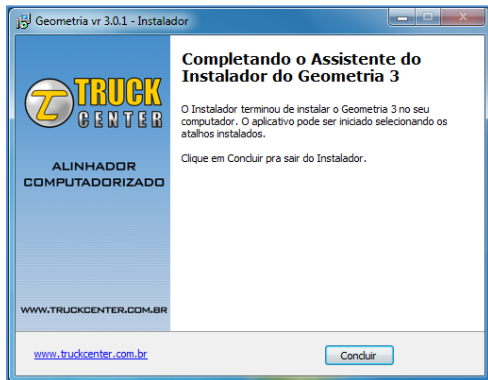 Geometria vr 3.0.1 - Instalador
TRUCK
CENTER
ALINHADOR
COMPUTADORIZADO
WWW.TRUCKCENTER.COM.BR
Completando o Assistente do
Instalador do Geometria 3
O Instalador terminou de instalar o Geometria 3 no seu
computador. O aplicativo pode ser iniciado selecionando os
atalhos instalados.
Clique em Concluir pra sair do Instalador.
www.truckcenter.com.br
Concluir